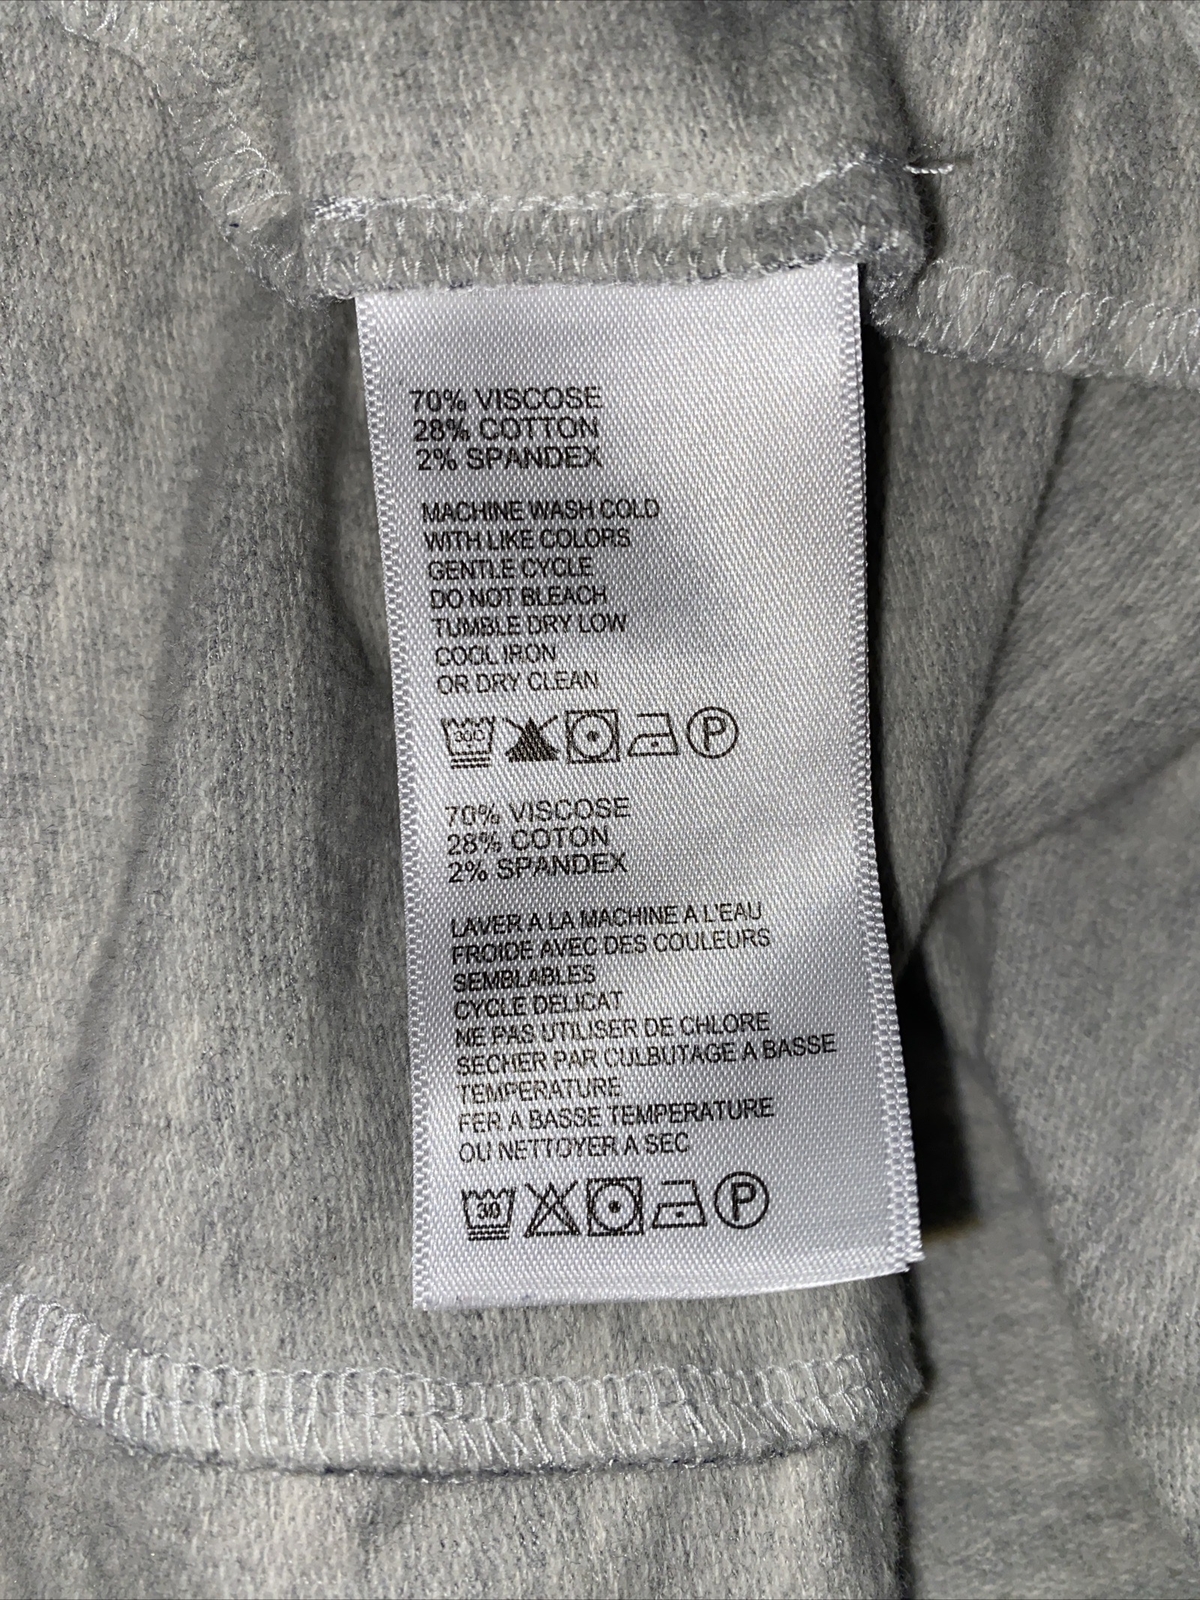 70% VISCOSE
28% COTTON
2% SPANDEX
MACHINE WASH COLD
WITH LIKE COLORS
GENTLE CYCLE
DO NOT BLEACH
TUMBLE DRY LOW
COOL IRON
OR DRY CLEAN
30C P
70% VISCOSE
28% COTON
2% SPANDEX
LAVER A LA MACHINE A L'EAU
FROIDE AVEC DES COULEURS
SEMBLABLES
CYCLE DELICAT
NE PAS UTILISER DE CHLORE
SECHER PAR CULBUTAGE A BASSE
TEMPERATURE
FER A BASSE TEMPERATURE
OU NETTOYER A SEC
30 P